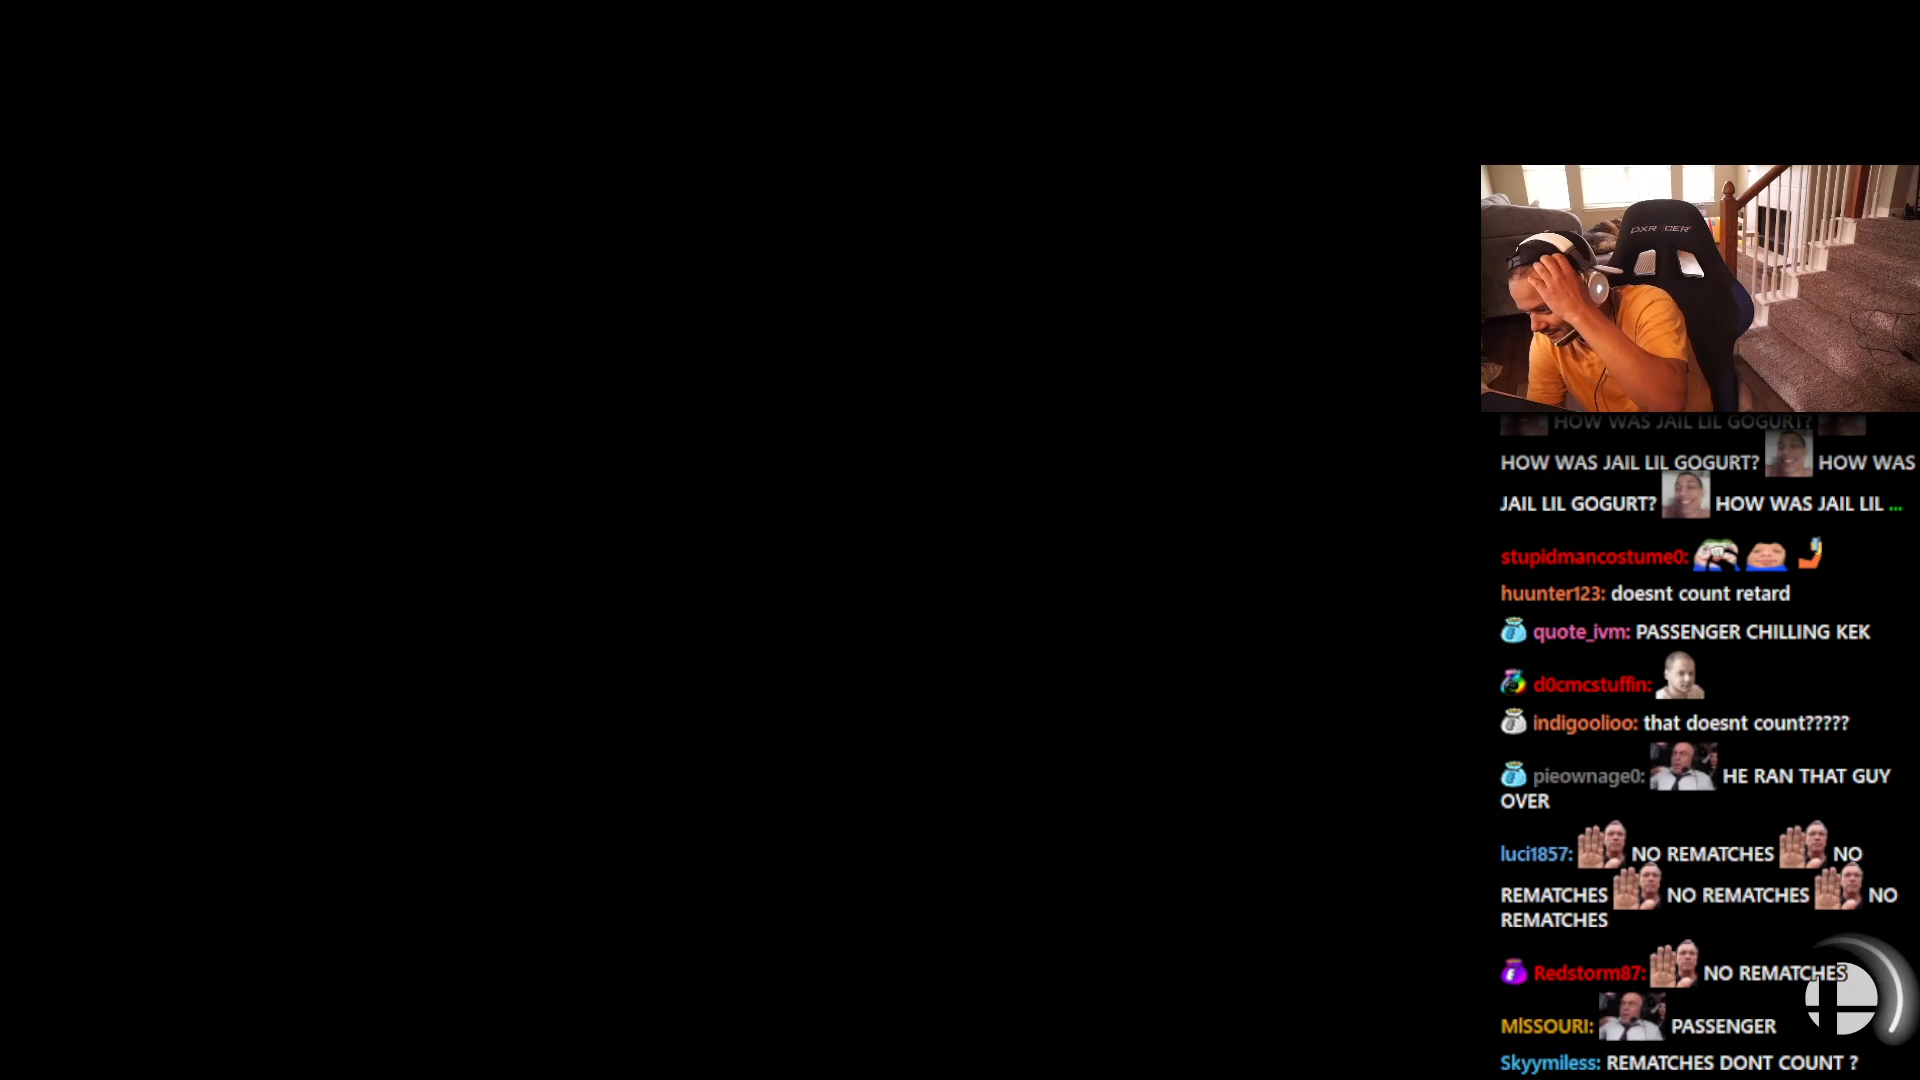 DXRACER
HOW WAS JAIL LIL GOGURT?
HOW WAS JAIL LIL GOGURT? HOW WAS
JAIL LIL GOGURT? HOW WAS JAIL LIL ...
stupidmancostume0:
huunter123: doesnt count retard
quote_ivm: PASSENGER CHILLING KEK
d0cmcstuffin:
indigoolioo: that doesnt count?????
pieownage0: HE RAN THAT GUY
OVER
luci1857: NO REMATCHES NO
REMATCHES NO REMATCHES NO
REMATCHES
Redstorm87: NO REMATCHES
MISSOURI: PASSENGER
Skyymiless: REMATCHES DONT COUNT ?